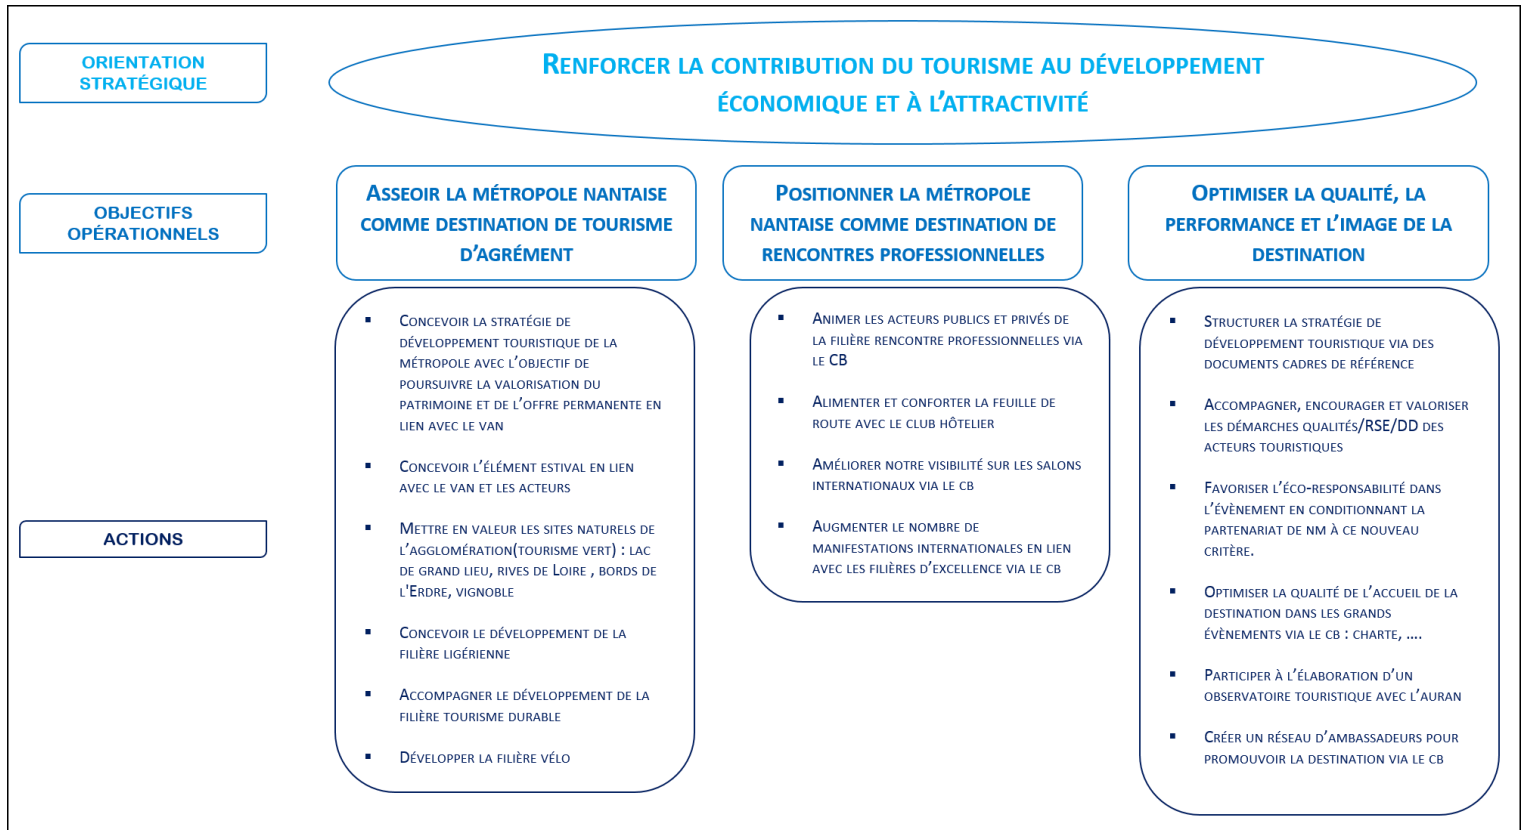 ORIENTATION
STRATÉGIQUE
RENFORCER LA CONTRIBUTION DU TOURISME AU DÉVELOPPEMENT
ÉCONOMIQUE ET À L'ATTRACTIVITÉ
OBJECTIFS
OPÉRATIONNELS
ASSEOIR LA MÉTROPOLE NANTAISE
COMME DESTINATION DE TOURISME
D'AGRÉMENT
POSITIONNER LA MÉTROPOLE
NANTAISE COMME DESTINATION DE
RENCONTRES PROFESSIONNELLES
OPTIMISER LA QUALITÉ, LA
PERFORMANCE ET L'IMAGE DE LA
DESTINATION
ACTIONS
▪ CONCEVOIR LA STRATÉGIE DE
DÉVELOPPEMENT TOURISTIQUE DE LA
MÉTROPOLE AVEC L'OBJECTIF DE
POURSUIVRE LA VALORISATION DU
PATRIMOINE ET DE L'OFFRE PERMANENTE EN
LIEN AVEC LE VAN
▪ CONCEVOIR L'ÉLÉMENT ESTIVAL EN LIEN
AVEC LE VAN ET LES ACTEURS
▪ METTRE EN VALEUR LES SITES NATURELS DE
L'AGGLOMÉRATION(TOURISME VERT) : LAC
DE GRAND LIEU, RIVES DE LOIRE , BORDS DE
L'ERDRE, VIGNOBLE
▪ CONCEVOIR LE DÉVELOPPEMENT DE LA
FILIÈRE LIGÉRIENNE
▪ ACCOMPAGNER LE DÉVELOPPEMENT DE LA
FILIÈRE TOURISME DURABLE
▪ DÉVELOPPER LA FILIÈRE VÉLO
▪ ANIMER LES ACTEURS PUBLICS ET PRIVÉS DE
LA FILIÈRE RENCONTRE PROFESSIONNELLES VIA
LE CB
▪ ALIMENTER ET CONFORTER LA FEUILLE DE
ROUTE AVEC LE CLUB HÔTELIER
▪ AMÉLIORER NOTRE VISIBILITÉ SUR LES SALONS
INTERNATIONAUX VIA LE CB
▪ AUGMENTER LE NOMBRE DE
MANIFESTATIONS INTERNATIONALES EN LIEN
AVEC LES FILIÈRES D'EXCELLENCE VIA LE CB
▪ STRUCTURER LA STRATÉGIE DE
DÉVELOPPEMENT TOURISTIQUE VIA DES
DOCUMENTS CADRES DE RÉFÉRENCE
▪ ACCOMPAGNER, ENCOURAGER ET VALORISER
LES DÉMARCHES QUALITÉS/RSE/DD DES
ACTEURS TOURISTIQUES
▪ FAVORISER L'ÉCO-RESPONSABILITÉ DANS
L'ÉVÈNEMENT EN CONDITIONNANT LA
PARTENARIAT DE NM À CE NOUVEAU
CRITÈRE.
▪ OPTIMISER LA QUALITÉ DE L'ACCUEIL DE LA
DESTINATION DANS LES GRANDS
ÉVÈNEMENTS VIA LE CB : CHARTE, ….
▪ PARTICIPER À L'ÉLABORATION D'UN
OBSERVATOIRE TOURISTIQUE AVEC L'AURAN
▪ CRÉER UN RÉSEAU D'AMBASSADEURS POUR
PROMOUVOIR LA DESTINATION VIA LE CB